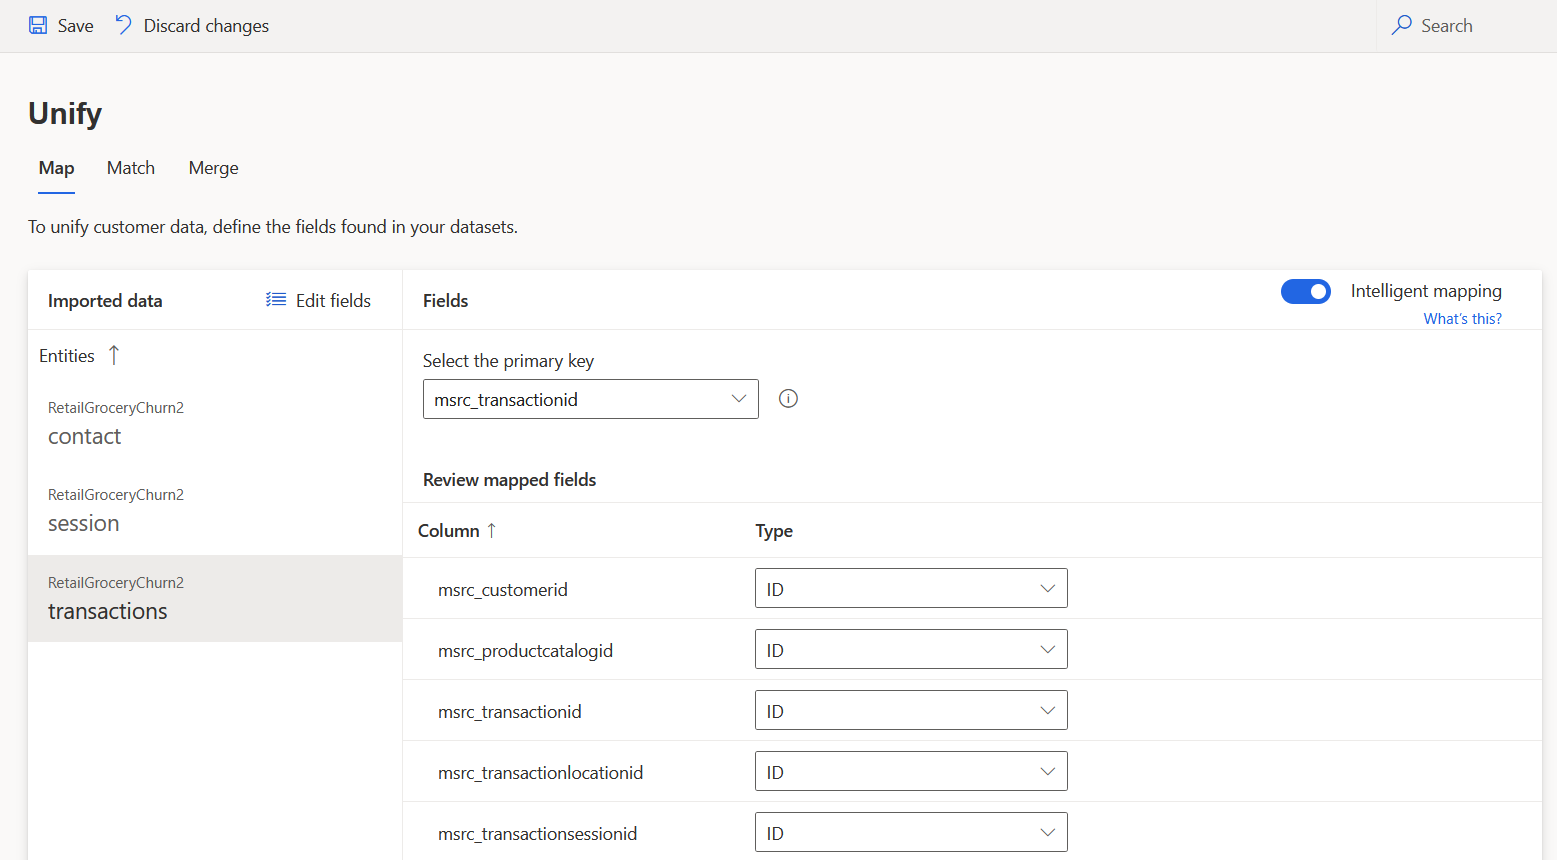 Save
Discard changes
Search
Unify
Map
Match
Merge
To unify customer data, define the fields found in your datasets.
Imported data
Edit fields
Entities
RetailGroceryChurn2
contact
RetailGroceryChurn2
session
RetailGroceryChurn2
transactions
Fields
Intelligent mapping
What's this?
Select the primary key
msrc_transactionid
Review mapped fields
Column
Type
msrc_customerid
ID
msrc_productcatalogid
ID
msrc_transactionid
ID
msrc_transactionlocationid
ID
msrc_transactionsessionid
ID